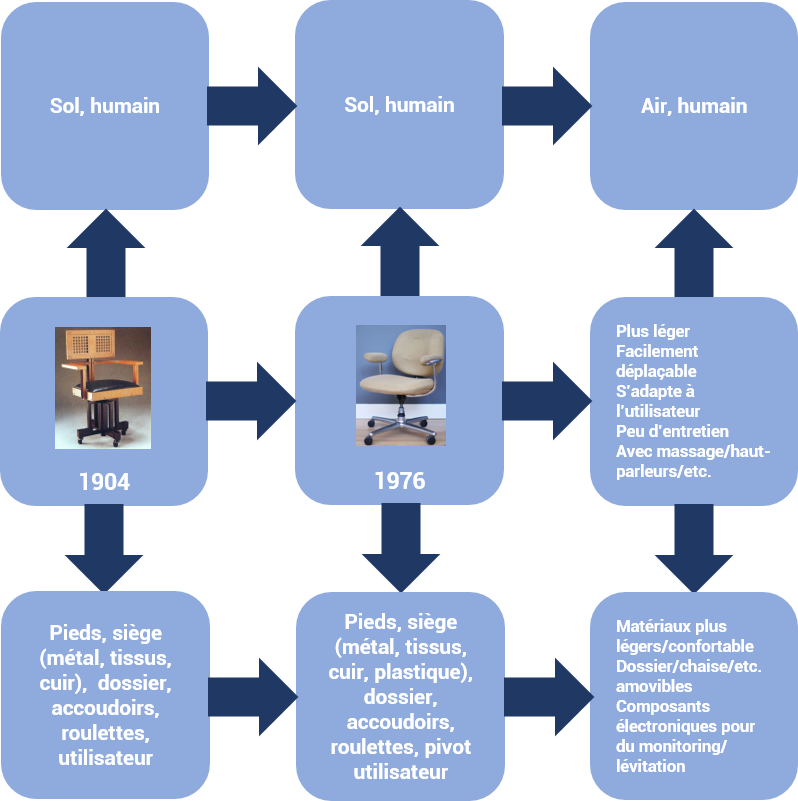 Sol, humain
Sol, humain
Air, humain
1904
1976
Plus léger
Facilement
déplaçable
S'adapte à
l'utilisateur
Peu d'entretien
Avec massage/haut-
parleurs/etc.
Pieds, siège
(métal, tissus,
cuir), dossier,
accoudoirs,
roulettes,
utilisateur
Pieds, siège
(métal, tissus,
cuir, plastique),
dossier,
accoudoirs,
roulettes, pivot
utilisateur
Matériaux plus
légers/confortable
Dossier/chaise/etc.
amovibles
Composants
électroniques pour
du monitoring/
lévitation